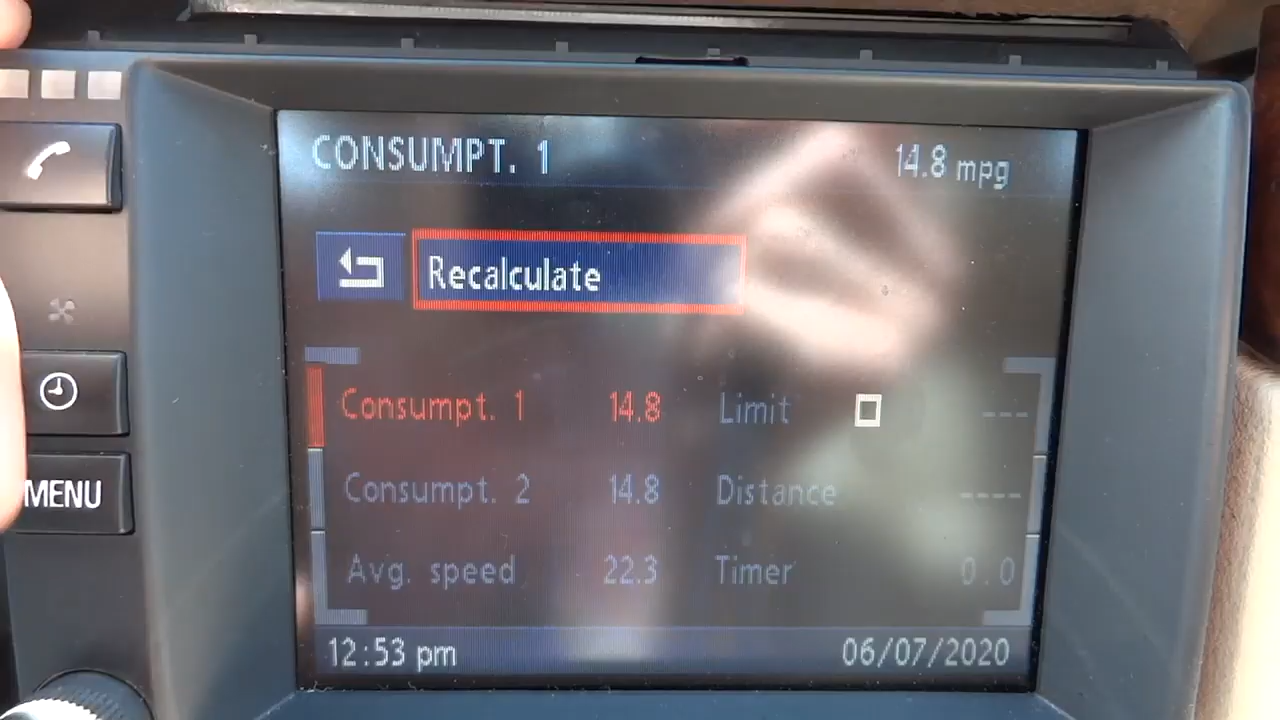 CONSUMPT. 1 14.8 mpg
Recalculate
Consumpt. 1 14.8 Limit ---
Consumpt. 2 14.8 Distance ----
Avg. speed 22.3 Timer 0.0
12:53 pm 06/07/2020
MENU